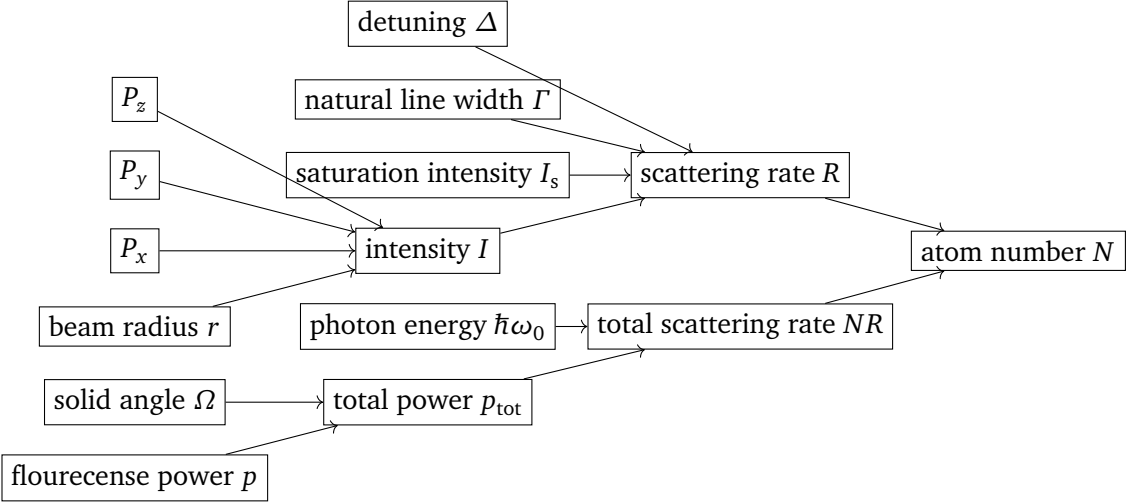 detuning Δ
natural line width Γ
P_z
saturation intensity I_s
scattering rate R
P_y
intensity I
atom number N
P_x
beam radius r
photon energy ħω_0
total scattering rate NR
solid angle Ω
total power p_tot
flourecense power p